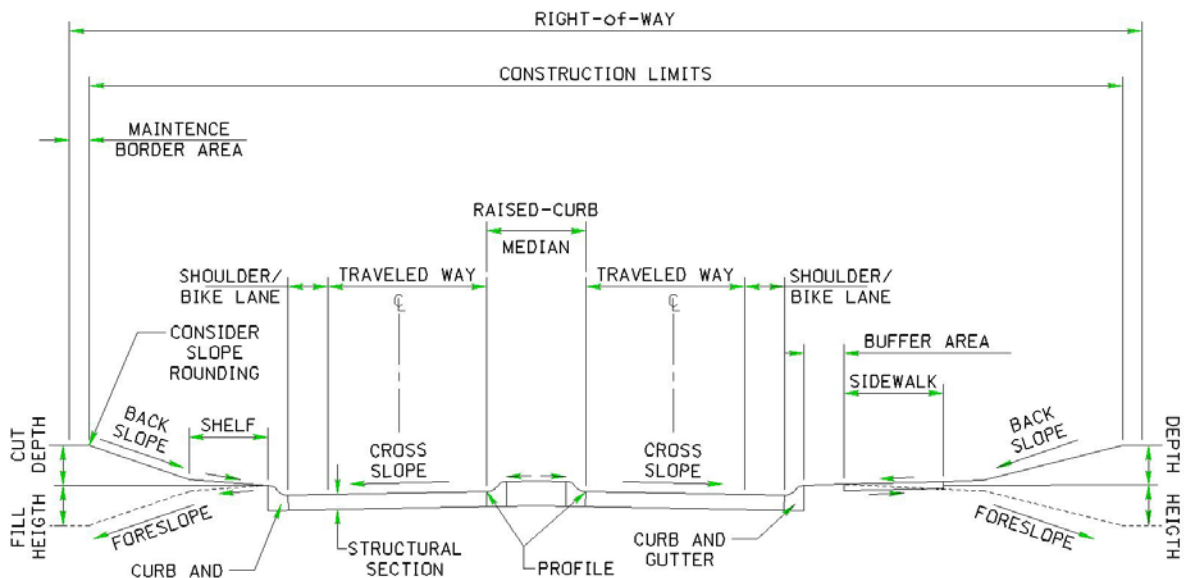 RIGHT-of-WAY
CONSTRUCTION LIMITS
MAINTENCE
BORDER AREA
RAISED-CURB
MEDIAN
SHOULDER/
BIKE LANE
TRAVELED WAY
TRAVELED WAY
SHOULDER/
BIKE LANE
CONSIDER
SLOPE
ROUNDING
BUFFER AREA
SIDEWALK
CUT
DEPTH
BACK
SLOPE
SHELF
CROSS
SLOPE
CROSS
SLOPE
BACK
SLOPE
DEPTH
FILL
HEIGTH
FORESLOPE
CURB AND
STRUCTURAL
SECTION
PROFILE
CURB AND
GUTTER
FORESLOPE
HEIGTH